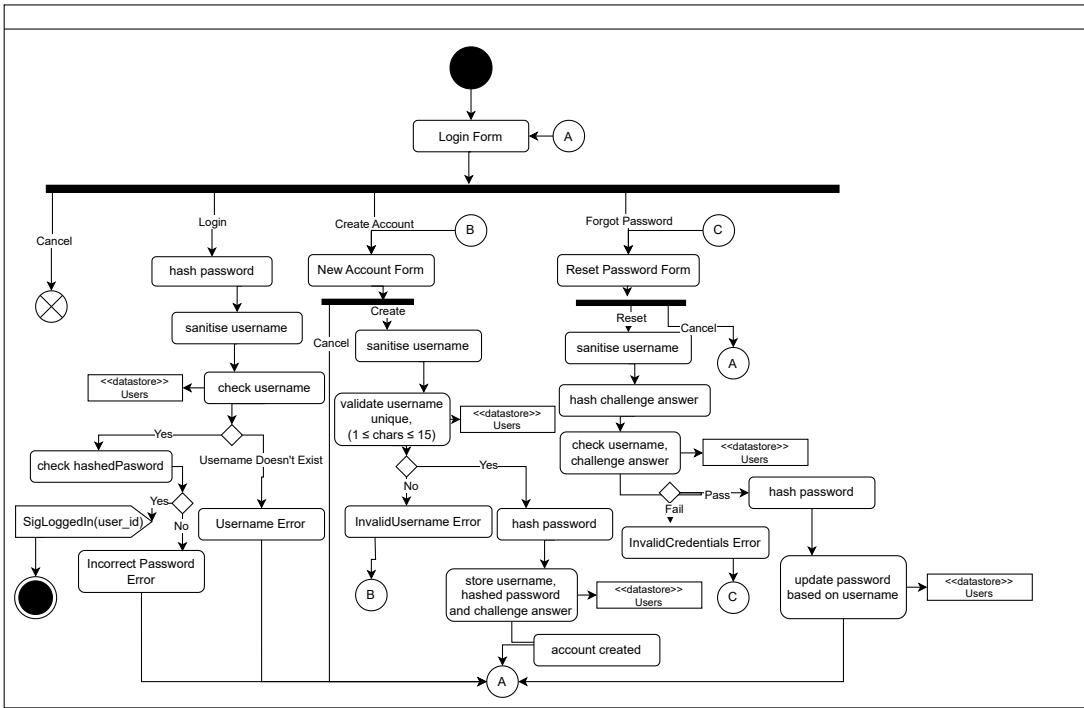 Login Form
A
Login
Create Account
B
Forgot Password
C
Cancel
hash password
New Account Form
Reset Password Form
Create
Reset
sanitise username
Cancel
sanitise username
sanitise username
Cancel
A
<<datastore>>
Users
check username
validate username
unique,
(1 ≤ chars ≤ 15)
<<datastore>>
Users
hash challenge answer
Yes
check username,
challenge answer
<<datastore>>
Users
check hashedPasword
Username Doesn't Exist
Yes
No
Pass
hash password
Yes
SigLoggedIn(user_id)
No
Username Error
InvalidUsername Error
hash password
Fail
InvalidCredentials Error
Incorrect Password
Error
B
store username,
hashed password
and challenge answer
<<datastore>>
Users
C
update password
based on username
<<datastore>>
Users
account created
A